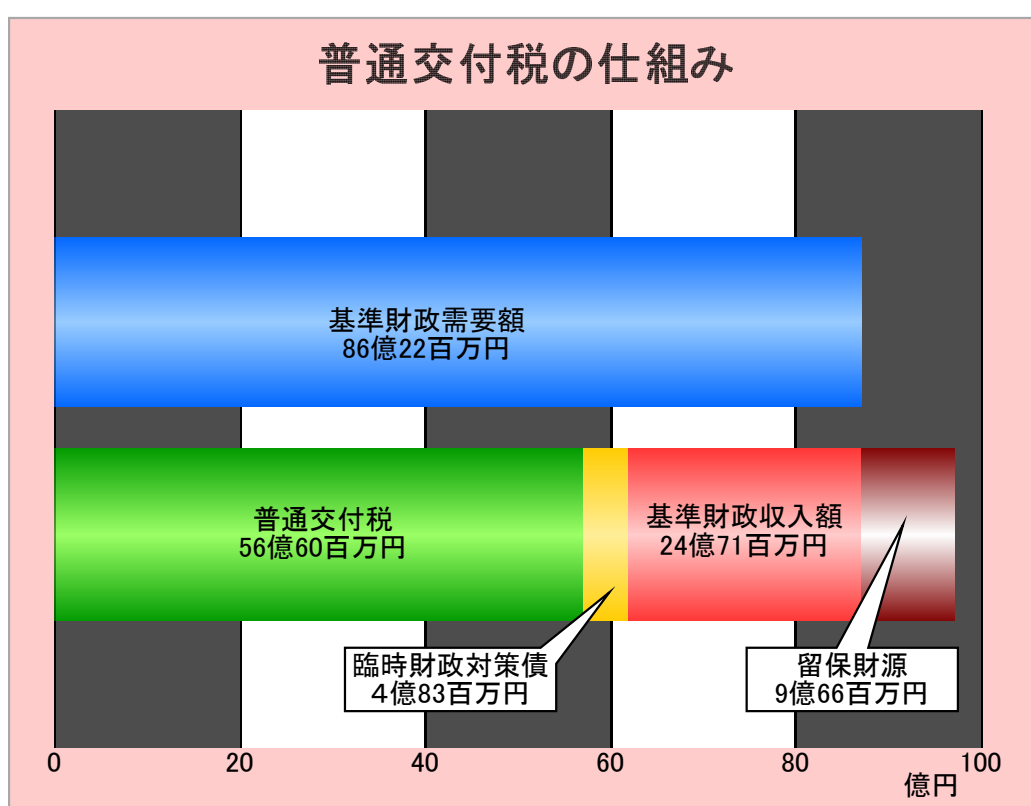 普通交付税の仕組み
基準財政需要額
86億22百万円
普通交付税
56億60百万円
基準財政収入額
24億71百万円
臨時財政対策債
４億83百万円
留保財源
9億66百万円
0 20 40 60 80 100
億円